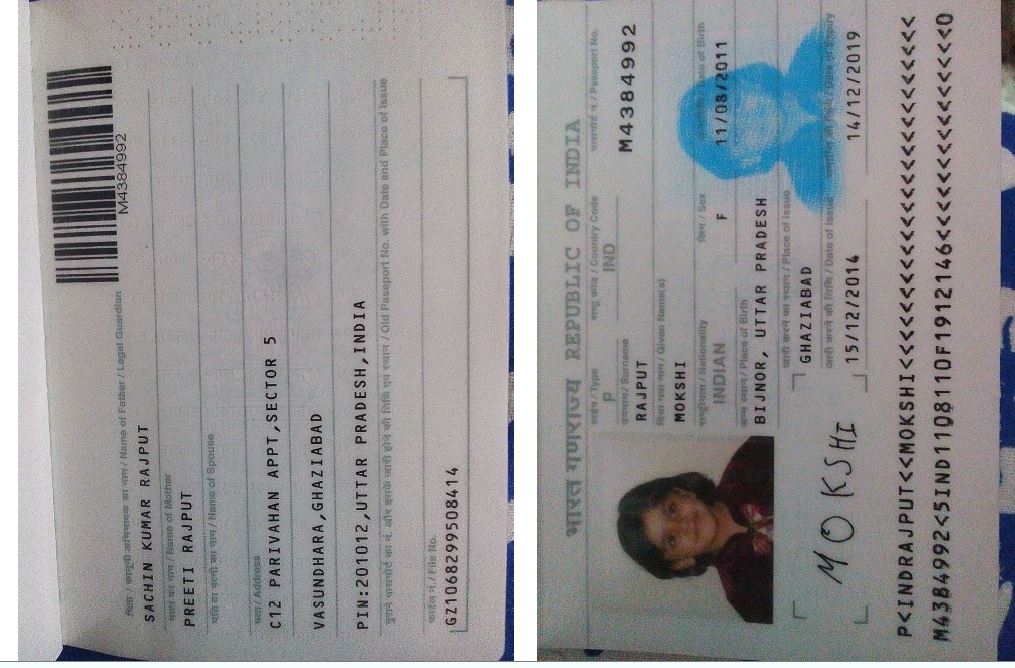 M4384992
पिता / कानूनी अभिभावक का नाम / Name of Father / Legal Guardian
SACHIN KUMAR RAJPUT
माता का नाम / Name of Mother
PREETI RAJPUT
पति या पत्नी का नाम / Name of Spouse
पता / Address
C12 PARIVAHAN APPT,SECTOR 5
VASUNDHARA,GHAZIABAD
PIN:201012,UTTAR PRADESH,INDIA
पुराने पासपोर्ट का नं. और इसके जारी होने की तिथि एवं स्थान / Old Passport No. with Date and Place of Issue
फाईल नं./ File No.
GZ1068299508414
भारत गणराज्य REPUBLIC OF INDIA
टाईप / Type राष्ट्र कोड / Country Code पासपोर्ट नं. / Passport No.
P IND M4384992
उपनाम / Surname
RAJPUT
दिया गया नाम / Given Name(s)
MOKSHI
राष्ट्रीयता / Nationality लिंग / Sex जन्मतिथि / Date of Birth
INDIAN F 11/08/2011
जन्म स्थान / Place of Birth
BIJNOR, UTTAR PRADESH
जारी करने का स्थान / Place of Issue
GHAZIABAD
जारी करने की तिथि / Date of Issue समाप्ति की तिथि / Date of Expiry
15/12/2014 14/12/2019
MOKSHI
P<INDRAJPUT<<MOKSHI<<<<<<<<<<<<<<<<<<<<<<<<<
M4384992<5IND1108110F1912146<<<<<<<<<<<<<<<0